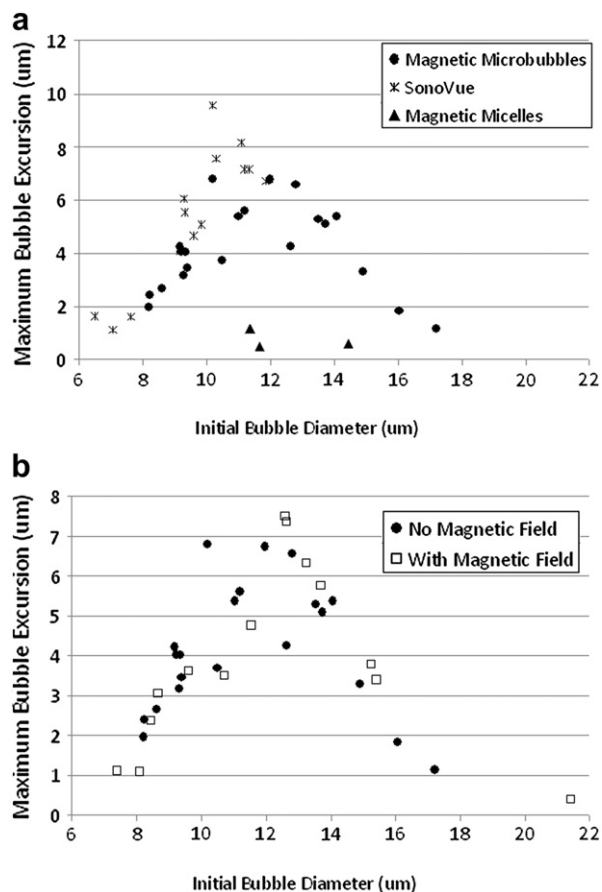 a
12
10
8
6
4
2
0
Maximum Bubble Excursion (um)
Magnetic Microbubbles
SonoVue
Magnetic Micelles
6 8 10 12 14 16 18 20 22
Initial Bubble Diameter (um)
b
8
7
6
5
4
3
2
1
0
Maximum Bubble Excursion (um)
No Magnetic Field
With Magnetic Field
6 8 10 12 14 16 18 20 22
Initial Bubble Diameter (um)